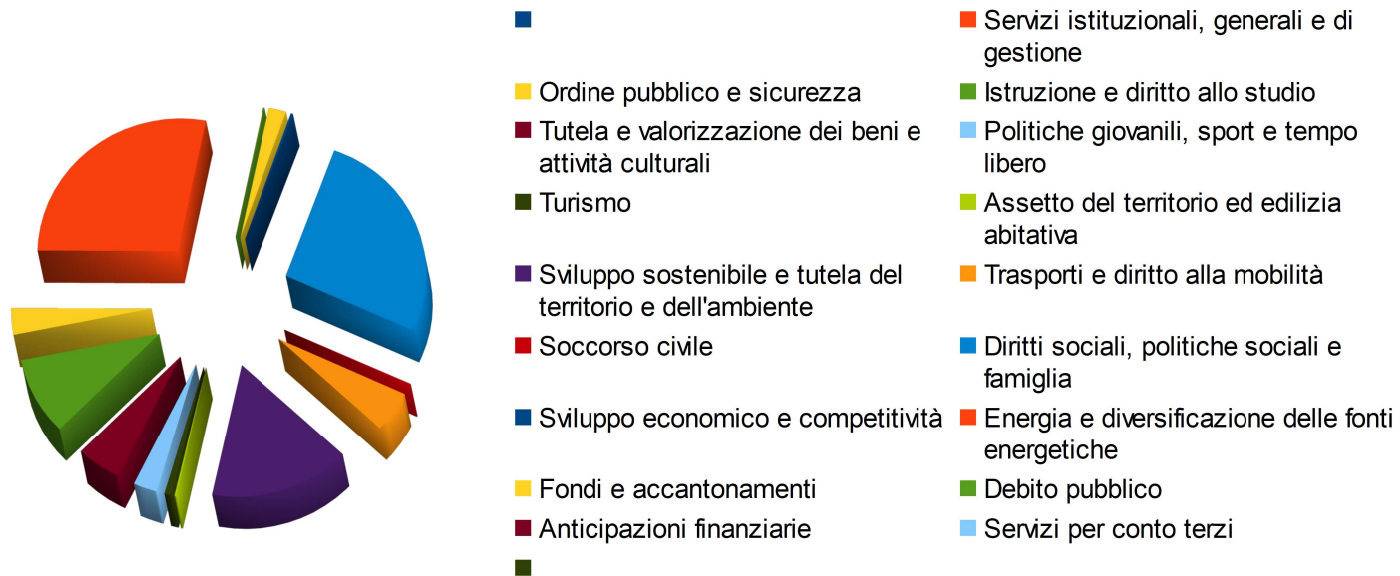 Servizi istituzionali, generali e di
gestione
Ordine pubblico e sicurezza
Istruzione e diritto allo studio
Tutela e valorizzazione dei beni e
attività culturali
Politiche giovanili, sport e tempo
libero
Turismo
Assetto del territorio ed edilizia
abitativa
Sviluppo sostenibile e tutela del
territorio e dell'ambiente
Trasporti e diritto alla mobilità
Soccorso civile
Diritti sociali, politiche sociali e
famiglia
Sviluppo economico e competitività
Energia e diversificazione delle fonti
energetiche
Fondi e accantonamenti
Debito pubblico
Anticipazioni finanziarie
Servizi per conto terzi